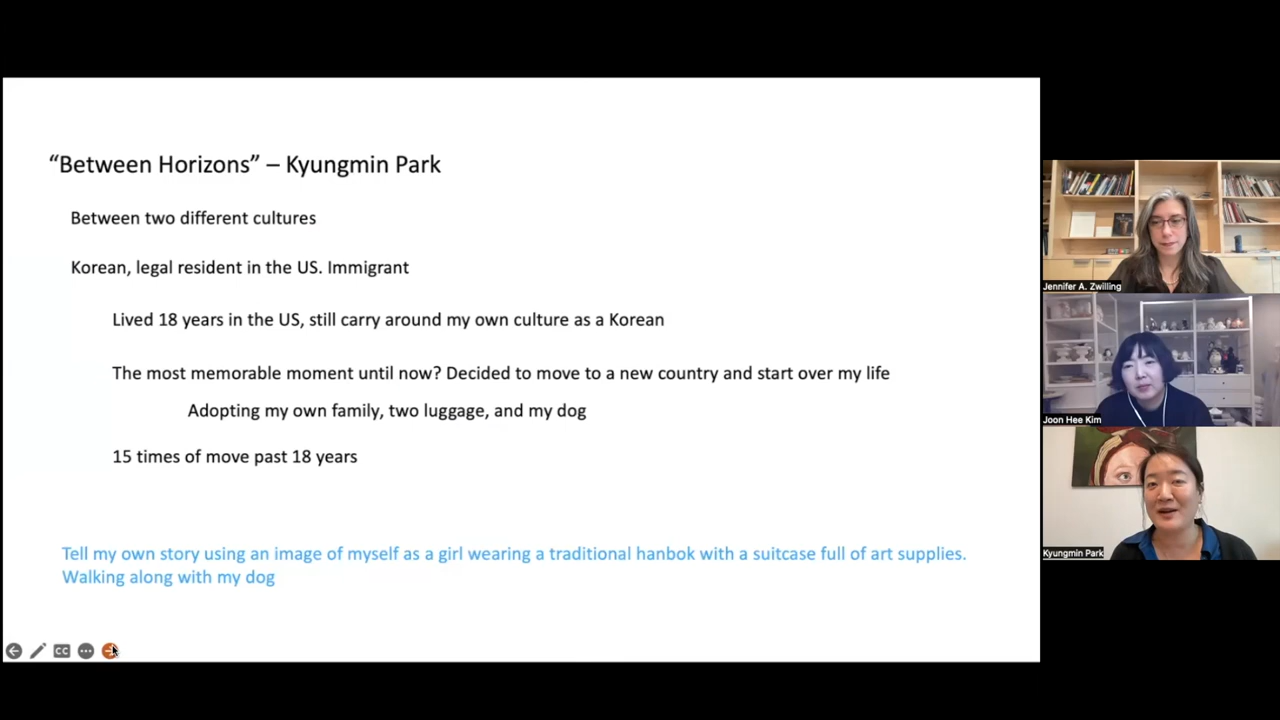 “Between Horizons” – Kyungmin Park
Between two different cultures
Korean, legal resident in the US. Immigrant
Lived 18 years in the US, still carry around my own culture as a Korean
The most memorable moment until now? Decided to move to a new country and start over my life
Adopting my own family, two luggage, and my dog
15 times of move past 18 years
Tell my own story using an image of myself as a girl wearing a traditional hanbok with a suitcase full of art supplies.
Walking along with my dog
CC
Jennifer A. Zwilling
Joon Hee Kim
Kyungmin Park